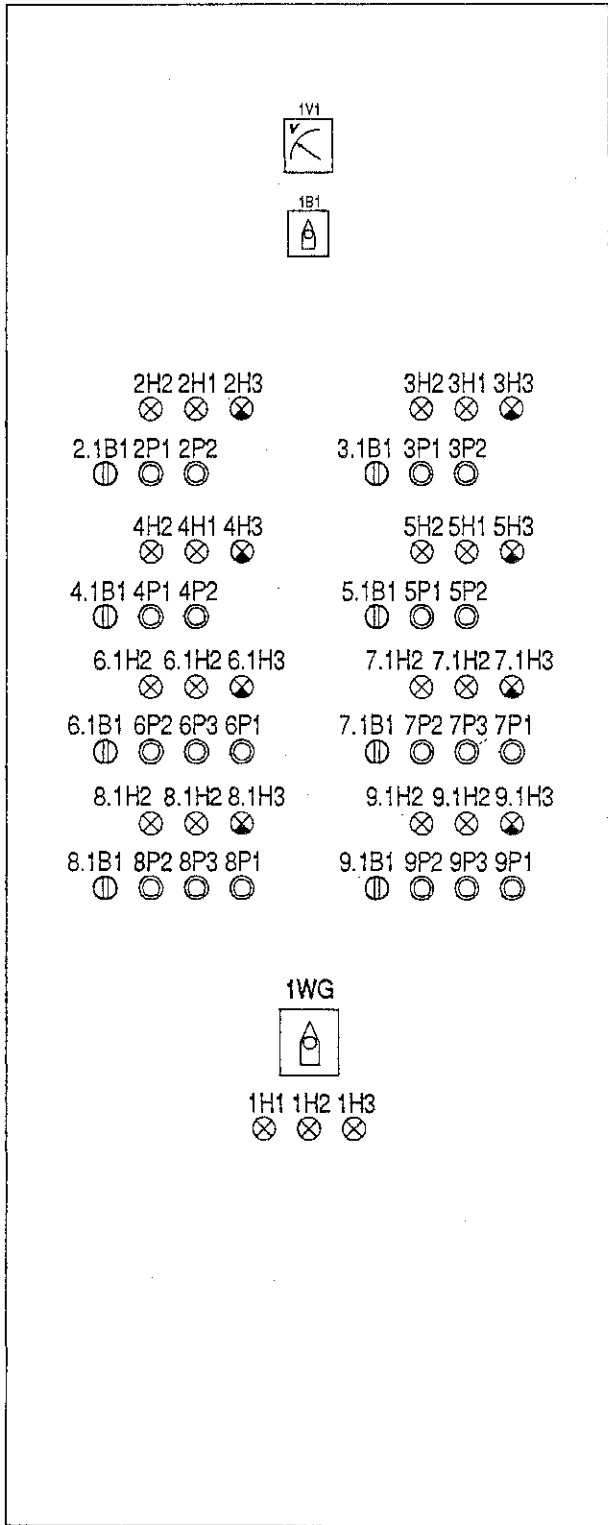 1V1
V
1B1
2H2 2H1 2H3 3H2 3H1 3H3
2.1B1 2P1 2P2 3.1B1 3P1 3P2
4H2 4H1 4H3 5H2 5H1 5H3
4.1B1 4P1 4P2 5.1B1 5P1 5P2
6.1H2 6.1H2 6.1H3 7.1H2 7.1H2 7.1H3
6.1B1 6P2 6P3 6P1 7.1B1 7P2 7P3 7P1
8.1H2 8.1H2 8.1H3 9.1H2 9.1H2 9.1H3
8.1B1 8P2 8P3 8P1 9.1B1 9P2 9P3 9P1
1WG
1H1 1H2 1H3